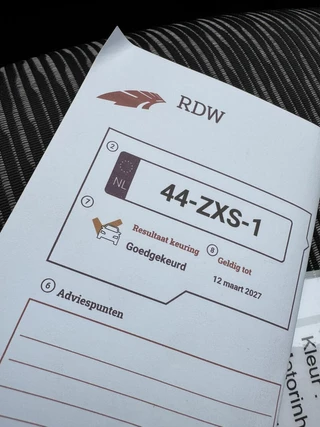 RDW
2
NL
44-ZXS-1
7
Resultaat keuring
Goedgekeurd
8
Geldig tot
12 maart 2027
6 Adviespunten
Kleur :
Motorinh